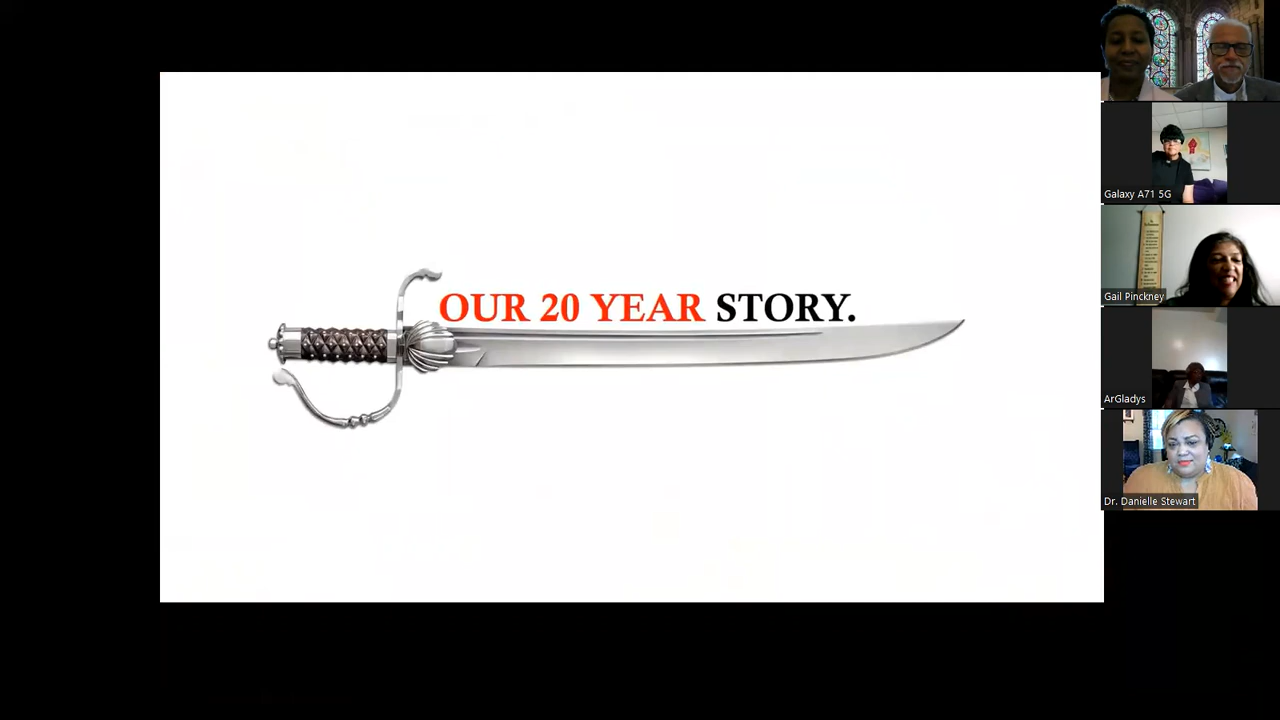 OUR 20 YEAR STORY.
Galaxy A71 5G
Gail Pinckney
ArGladys
Dr. Danielle Stewart